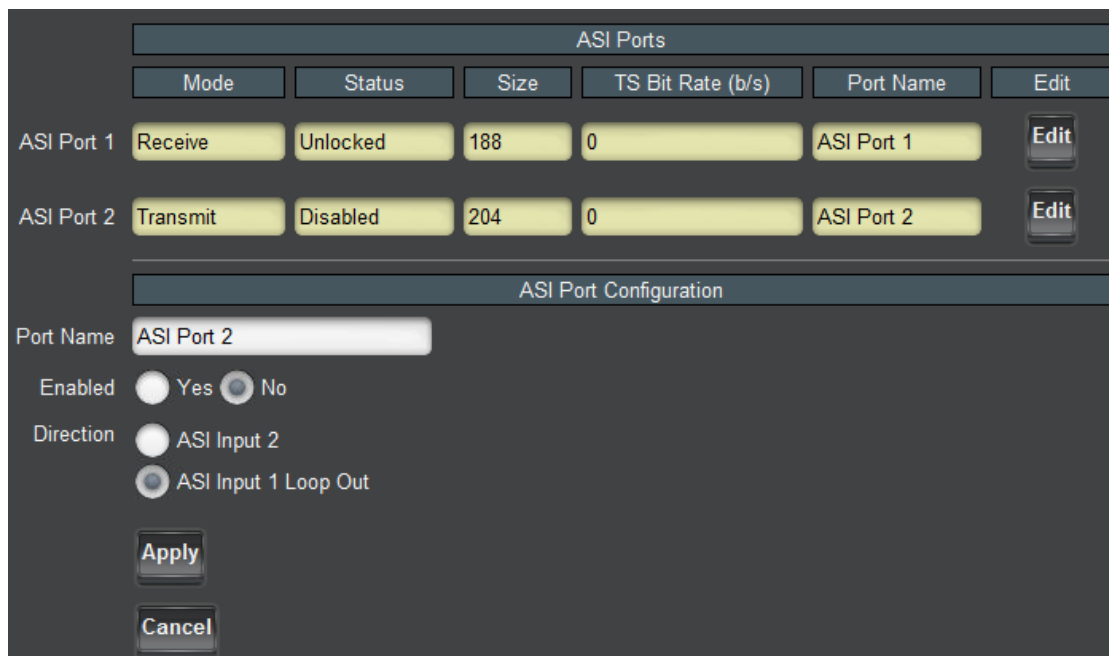 ASI Ports
Mode Status Size TS Bit Rate (b/s) Port Name Edit
ASI Port 1 Receive Unlocked 188 0 ASI Port 1 Edit
ASI Port 2 Transmit Disabled 204 0 ASI Port 2 Edit
ASI Port Configuration
Port Name ASI Port 2
Enabled Yes No
Direction ASI Input 2
ASI Input 1 Loop Out
Apply
Cancel